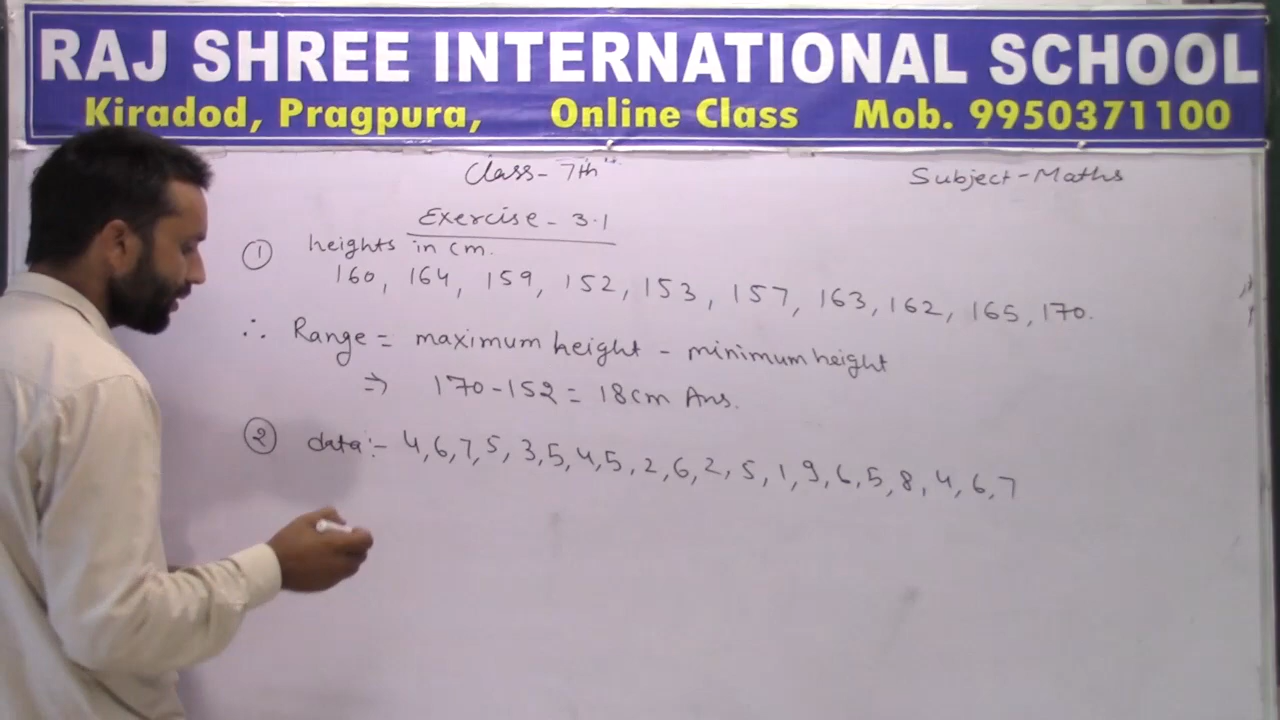 RAJ SHREE INTERNATIONAL SCHOOL
Kiradod, Pragpura, Online Class Mob. 9950371100
Class - 7th
Subject - Maths
Exercise - 3.1
① heights in cm.
160, 164, 159, 152, 153, 157, 163, 162, 165, 170.
∴ Range = maximum height - minimum height
⇒ 170 - 152 = 18cm Ans.
② data :- 4, 6, 7, 5, 3, 5, 4, 5, 2, 6, 2, 5, 1, 9, 6, 5, 8, 4, 6, 7